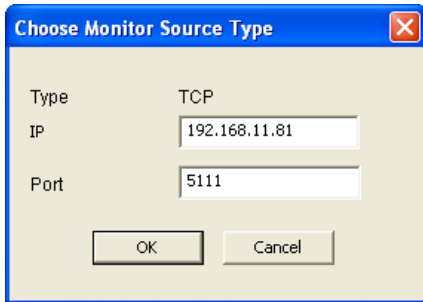 Choose Monitor Source Type
Type TCP
IP 192.168.11.81
Port 5111
OK Cancel